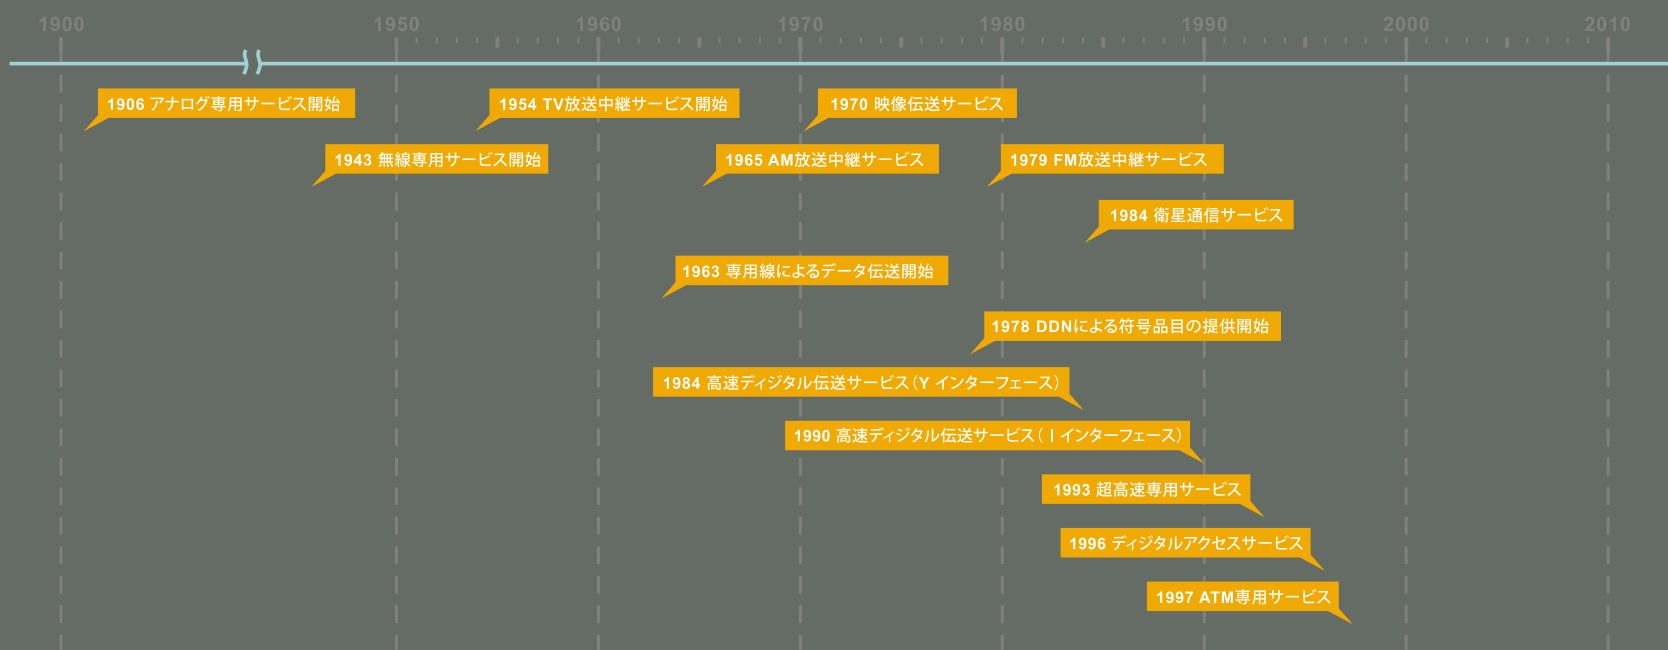 1900 1950 1960 1970 1980 1990 2000 2010
1906 アナログ専用サービス開始
1954 TV放送中継サービス開始
1970 映像伝送サービス
1943 無線専用サービス開始
1965 AM放送中継サービス
1979 FM放送中継サービス
1984 衛星通信サービス
1963 専用線によるデータ伝送開始
1978 DDNによる符号品目の提供開始
1984 高速ディジタル伝送サービス（Y インターフェース）
1990 高速ディジタル伝送サービス（I インターフェース）
1993 超高速専用サービス
1996 ディジタルアクセスサービス
1997 ATM専用サービス